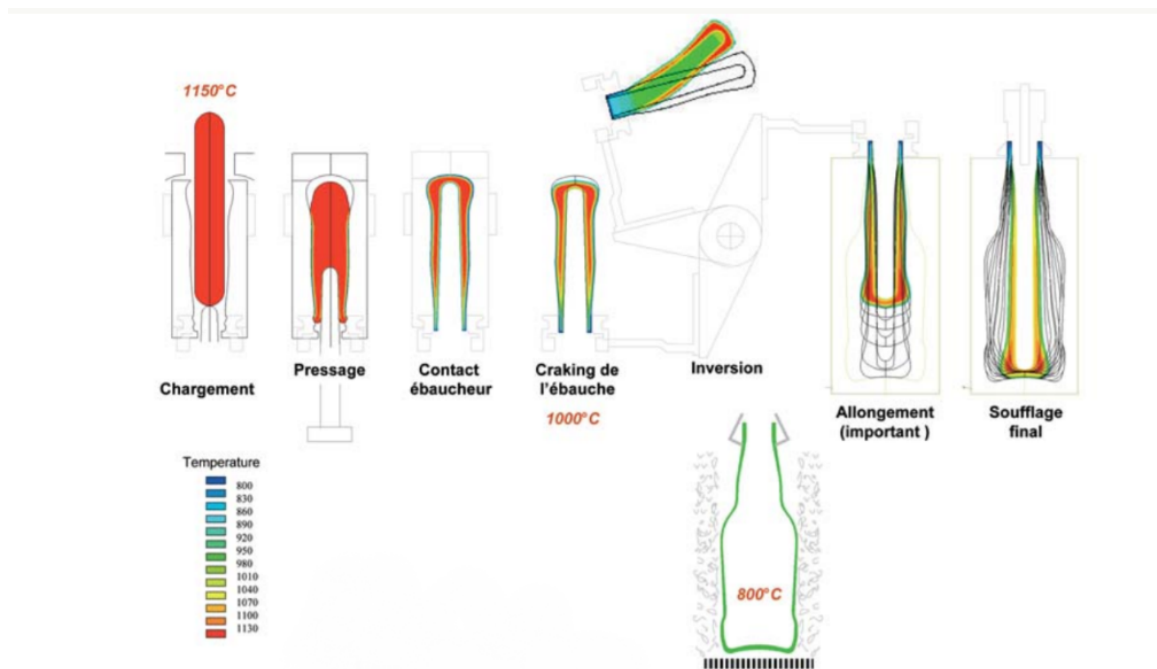 1150°C
Chargement
Pressage
Contact
ébaucheur
Craking de
l'ébauche
1000°C
Inversion
Allongement
(important )
Soufflage
final
Temperature
800
830
860
890
920
950
980
1010
1040
1070
1100
1130
800°C